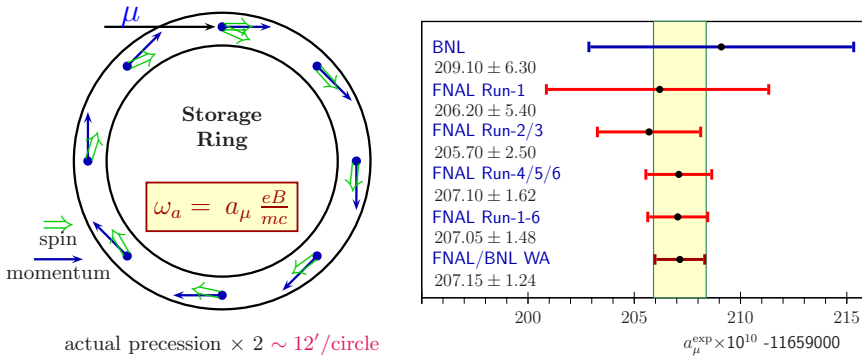 μ
Storage
Ring
ω_a = a_μ eB/mc
spin
momentum
actual precession × 2 ~ 12′/circle
BNL
209.10 ± 6.30
FNAL Run-1
206.20 ± 5.40
FNAL Run-2/3
205.70 ± 2.50
FNAL Run-4/5/6
207.10 ± 1.62
FNAL Run-1-6
207.05 ± 1.48
FNAL/BNL WA
207.15 ± 1.24
200 205 210 215
a_μ^exp×10^10 -11659000